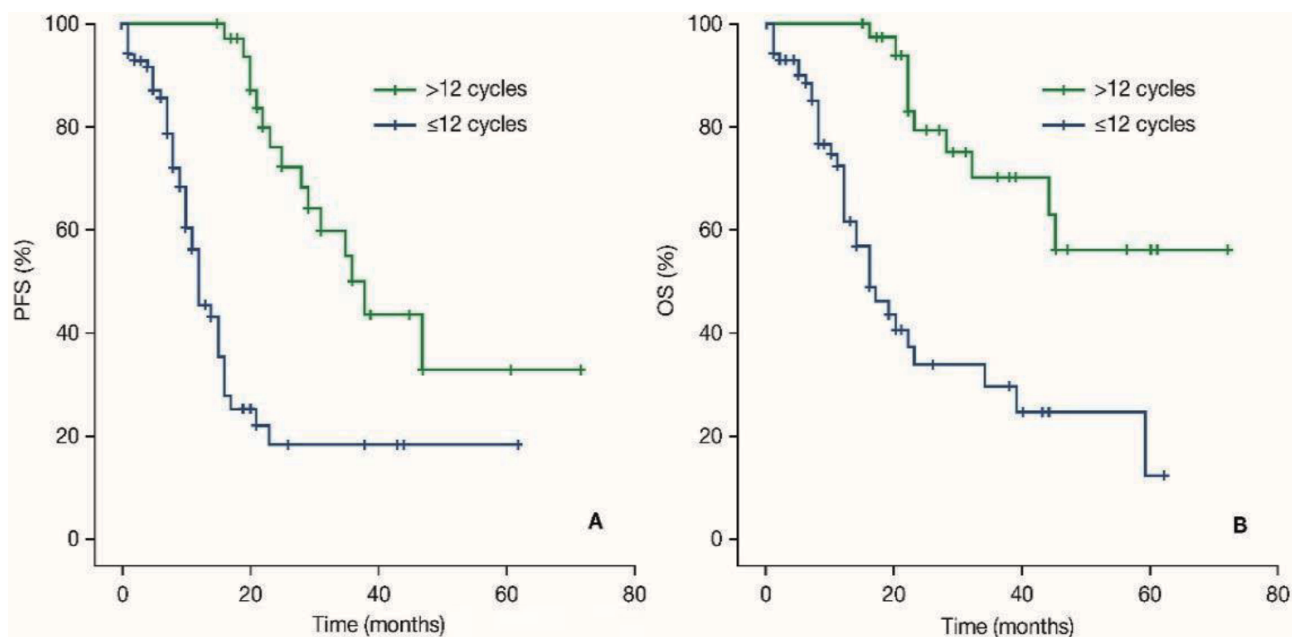 100
80
60
40
20
0
PFS (%)
>12 cycles
≤12 cycles
A
0 20 40 60 80
Time (months)
100
80
60
40
20
0
OS (%)
>12 cycles
≤12 cycles
B
0 20 40 60 80
Time (months)